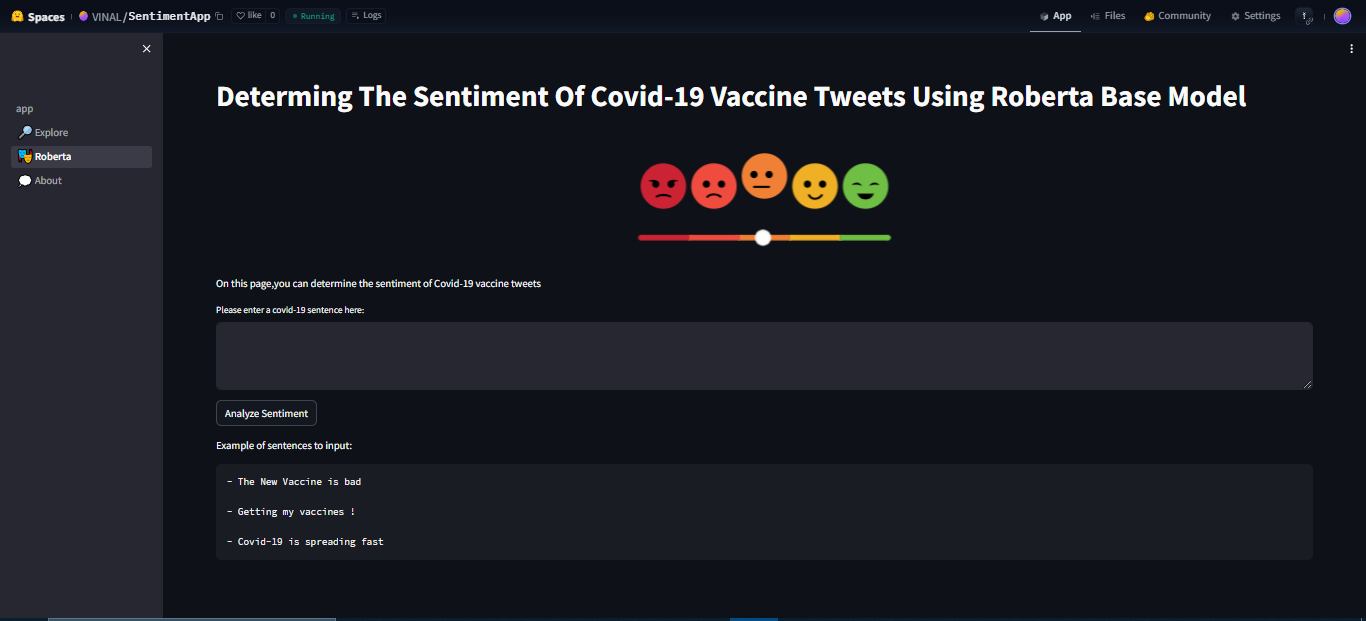 Spaces
VINAL/SentimentApp
like 0
Running
Logs
App
Files
Community
Settings
app
Explore
Roberta
About
Determing The Sentiment Of Covid-19 Vaccine Tweets Using Roberta Base Model
On this page,you can determine the sentiment of Covid-19 vaccine tweets
Please enter a covid-19 sentence here:
Analyze Sentiment
Example of sentences to input:
- The New Vaccine is bad
- Getting my vaccines !
- Covid-19 is spreading fast